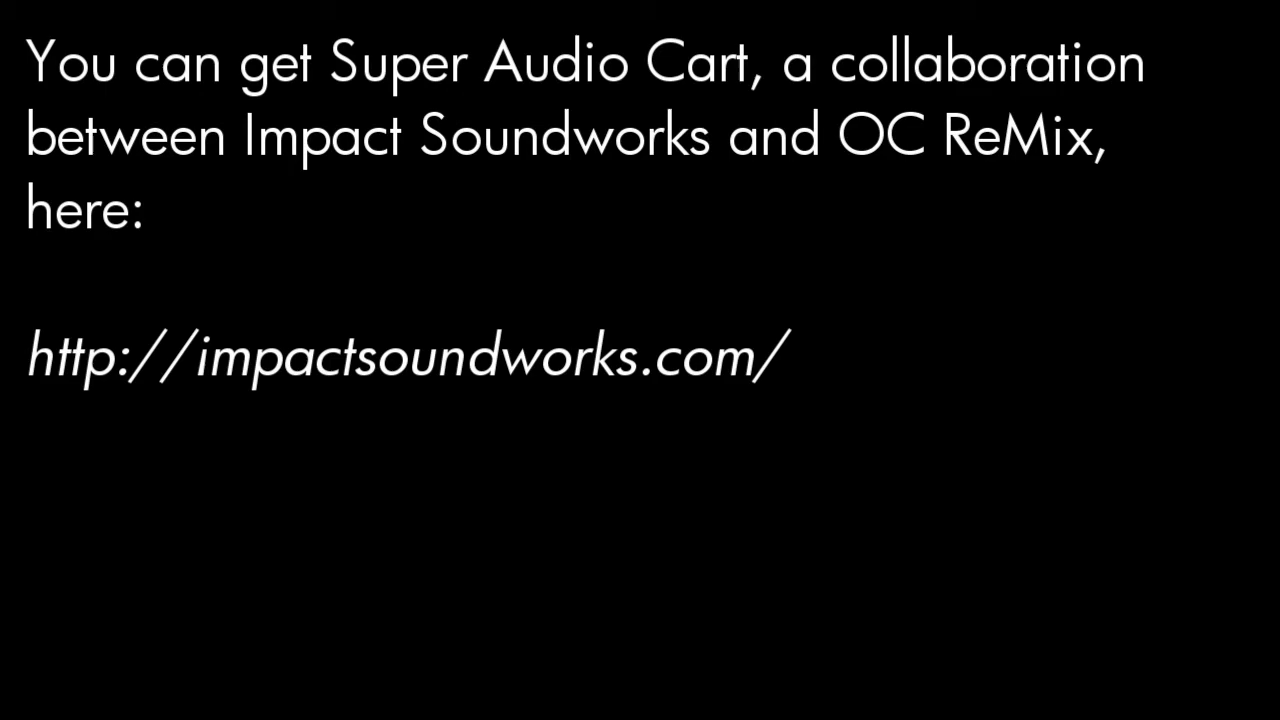 You can get Super Audio Cart, a collaboration
between Impact Soundworks and OC ReMix,
here:
http://impactsoundworks.com/